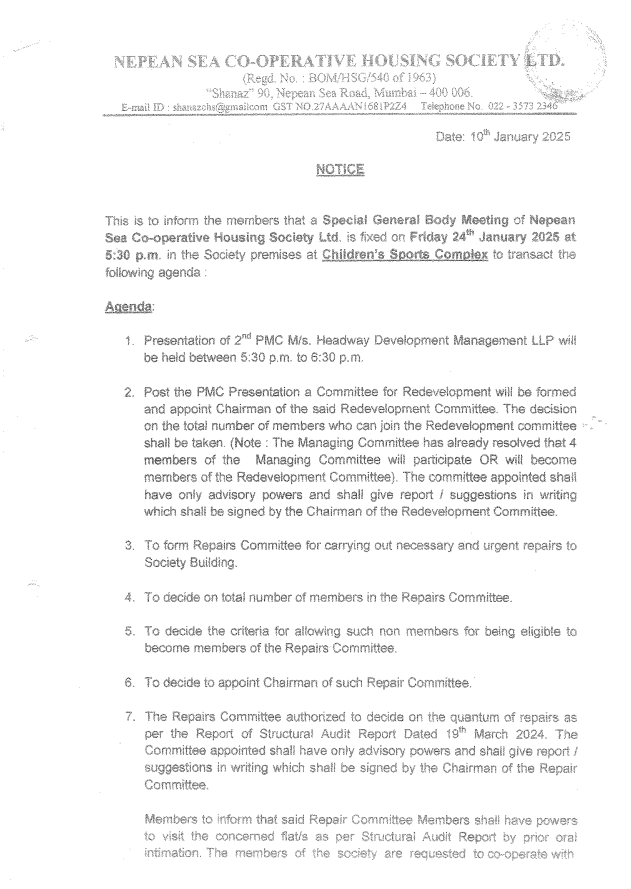 NEPEAN SEA CO-OPERATIVE HOUSING SOCIETY LTD.
(Regd. No. : BOM/HSG/540 of 1963)
"Shanaz" 90, Nepean Sea Road, Mumbai – 400 006.
E-mail ID : shanazchs@gmailcom GST NO.27AAAAN1681P2Z4 Telephone No. 022 - 3573 2346
Date: 10th January 2025
NOTICE
This is to inform the members that a Special General Body Meeting of Nepean
Sea Co-operative Housing Society Ltd. is fixed on Friday 24th January 2025 at
5:30 p.m. in the Society premises at Children's Sports Complex to transact the
following agenda :
Agenda:
1. Presentation of 2nd PMC M/s. Headway Development Management LLP will
be held between 5:30 p.m. to 6:30 p.m.
2. Post the PMC Presentation a Committee for Redevelopment will be formed
and appoint Chairman of the said Redevelopment Committee. The decision
on the total number of members who can join the Redevelopment committee
shall be taken. (Note : The Managing Committee has already resolved that 4
members of the Managing Committee will participate OR will become
members of the Redevelopment Committee). The committee appointed shall
have only advisory powers and shall give report / suggestions in writing
which shall be signed by the Chairman of the Redevelopment Committee.
3. To form Repairs Committee for carrying out necessary and urgent repairs to
Society Building.
4. To decide on total number of members in the Repairs Committee.
5. To decide the criteria for allowing such non members for being eligible to
become members of the Repairs Committee.
6. To decide to appoint Chairman of such Repair Committee.
7. The Repairs Committee authorized to decide on the quantum of repairs as
per the Report of Structural Audit Report Dated 19th March 2024. The
Committee appointed shall have only advisory powers and shall give report /
suggestions in writing which shall be signed by the Chairman of the Repair
Committee.
Members to inform that said Repair Committee Members shall have powers
to visit the concerned flat/s as per Structural Audit Report by prior oral
intimation. The members of the society are requested to co-operate with